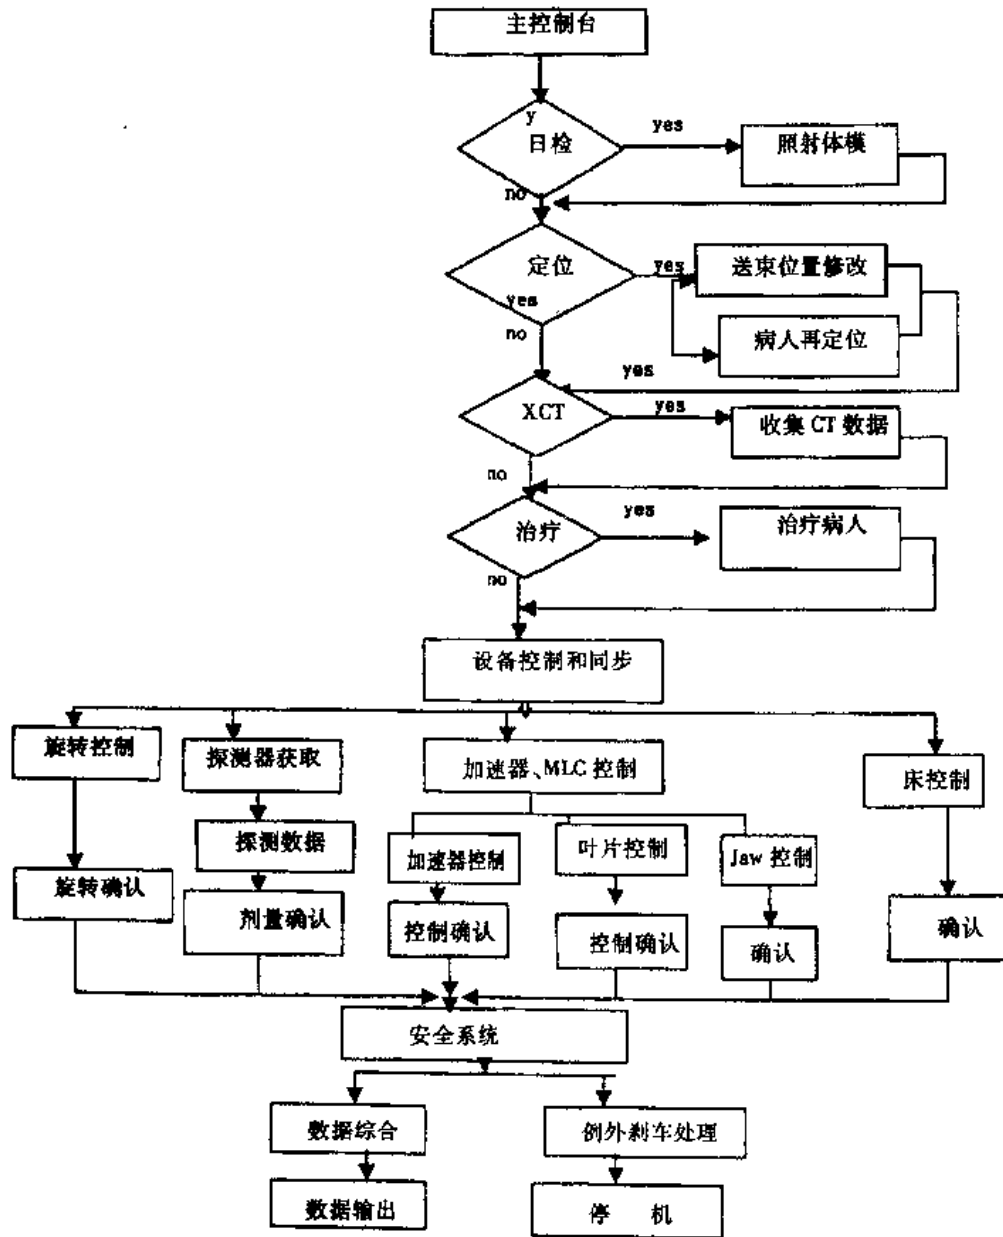 主控制台
y
日检
yes
照射体模
no
定位
yes
送束位置修改
yes
no
病人再定位
yes
XCT
yes
收集 CT 数据
no
治疗
yes
治疗病人
no
设备控制和同步
旋转控制
探测器获取
加速器、MLC 控制
床控制
探测数据
加速器控制
叶片控制
Jaw 控制
旋转确认
剂量确认
控制确认
控制确认
确认
确认
安全系统
数据综合
例外刹车处理
数据输出
停 机